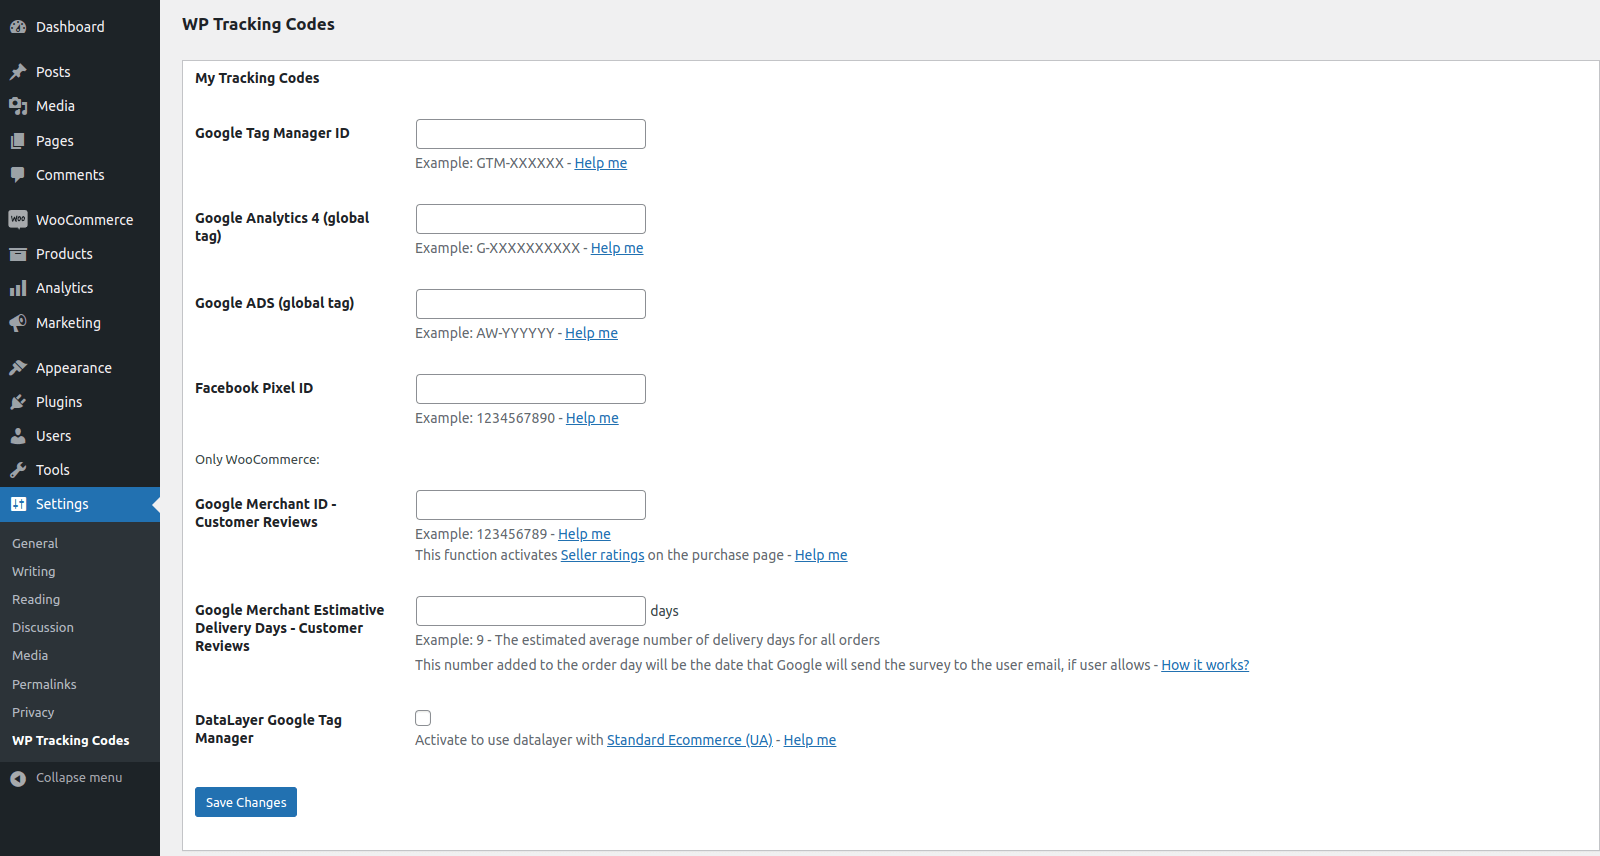 Dashboard
Posts
Media
Pages
Comments
WOO WooCommerce
Products
Analytics
Marketing
Appearance
Plugins
Users
Tools
Settings
General
Writing
Reading
Discussion
Media
Permalinks
Privacy
WP Tracking Codes
Collapse menu
WP Tracking Codes
My Tracking Codes
Google Tag Manager ID
Example: GTM-XXXXXX - Help me
Google Analytics 4 (global
tag)
Example: G-XXXXXXXXXX - Help me
Google ADS (global tag)
Example: AW-YYYYYY - Help me
Facebook Pixel ID
Example: 1234567890 - Help me
Only WooCommerce:
Google Merchant ID -
Customer Reviews
Example: 123456789 - Help me
This function activates Seller ratings on the purchase page - Help me
Google Merchant Estimative
Delivery Days - Customer
Reviews
days
Example: 9 - The estimated average number of delivery days for all orders
This number added to the order day will be the date that Google will send the survey to the user email, if user allows - How it works?
DataLayer Google Tag
Manager
Activate to use datalayer with Standard Ecommerce (UA) - Help me
Save Changes